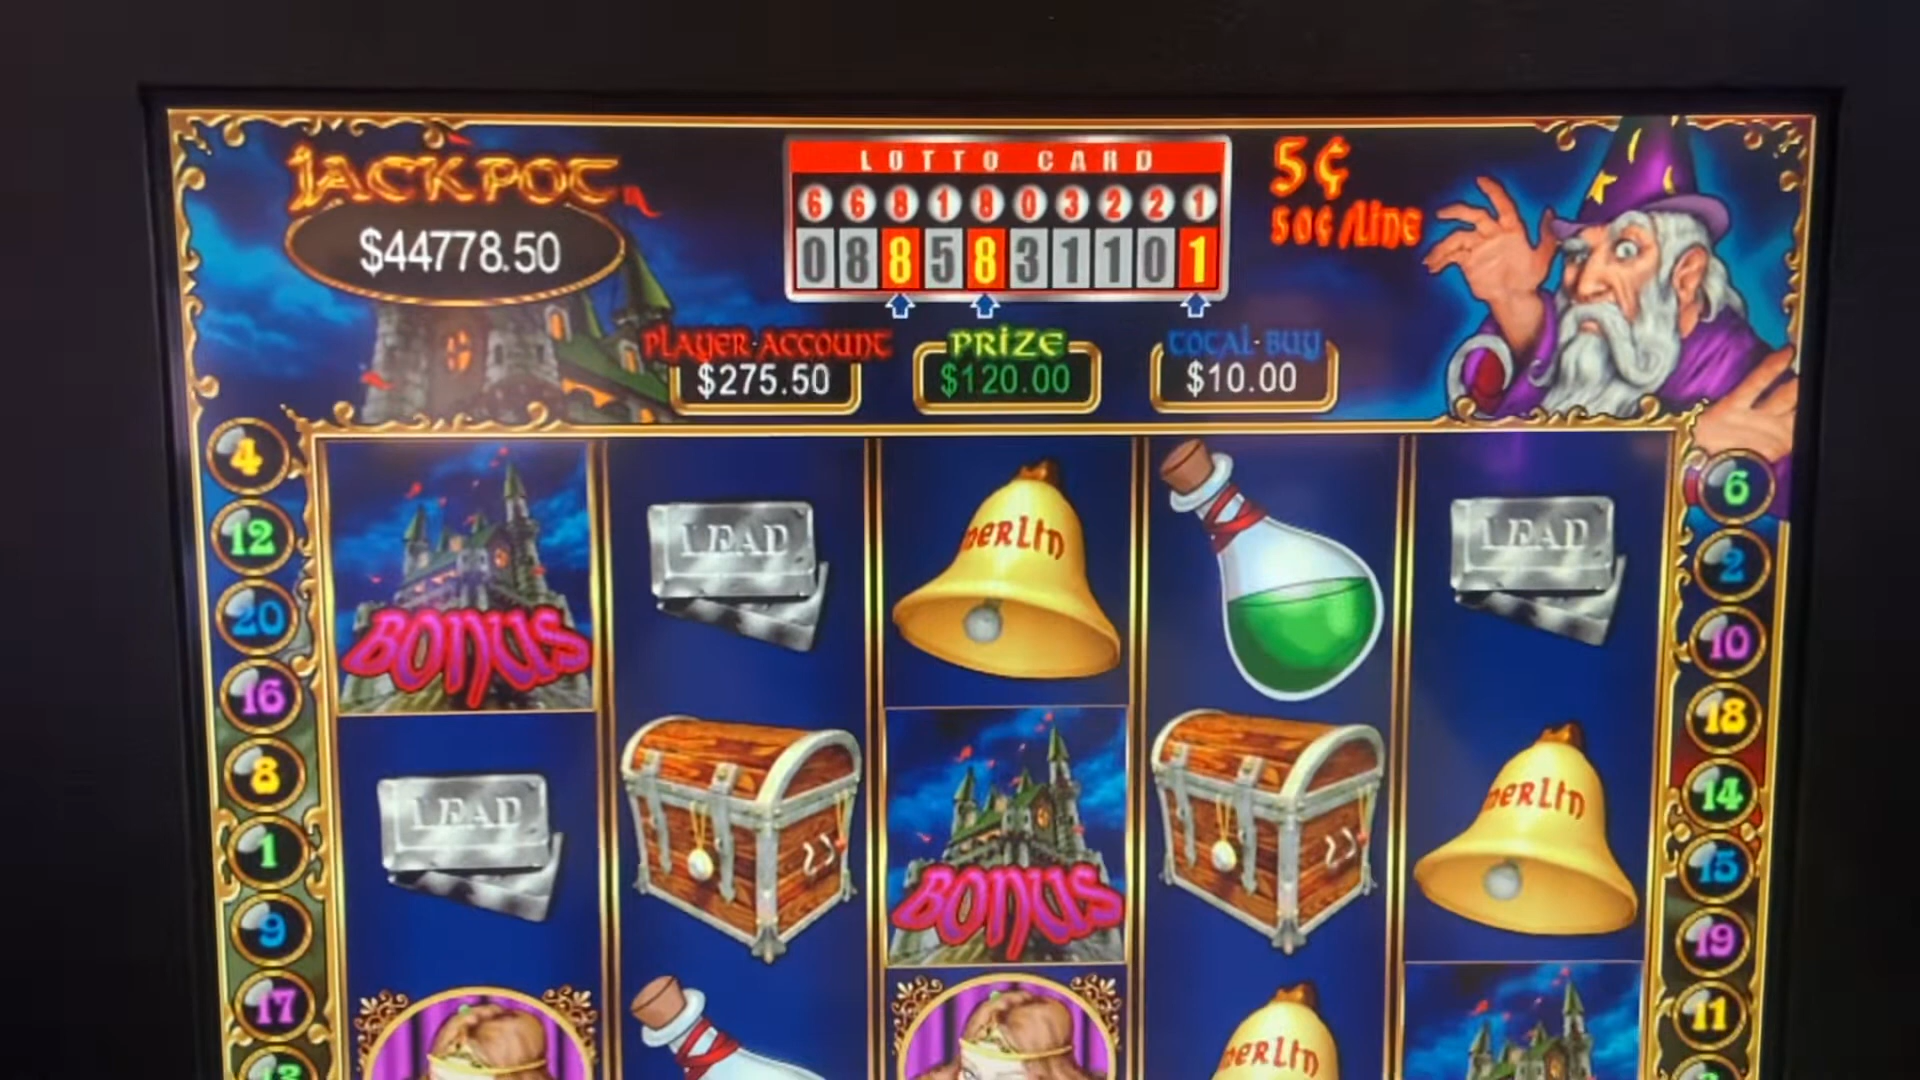 JACKPOT
$44778.50
LOTTO CARD
6 6 8 1 8 0 3 2 2 1
0 8 8 5 8 3 1 1 0 1
5¢
50¢/Line
PLAYER·ACCOUNT
$275.50
PRIZE
$120.00
TOTAL·BUY
$10.00
4
12
20
16
8
1
9
17
13
6
2
10
18
14
15
19
11
BONUS
LEAD
MERLIN
LEAD
LEAD
BONUS
MERLIN
MERLIN